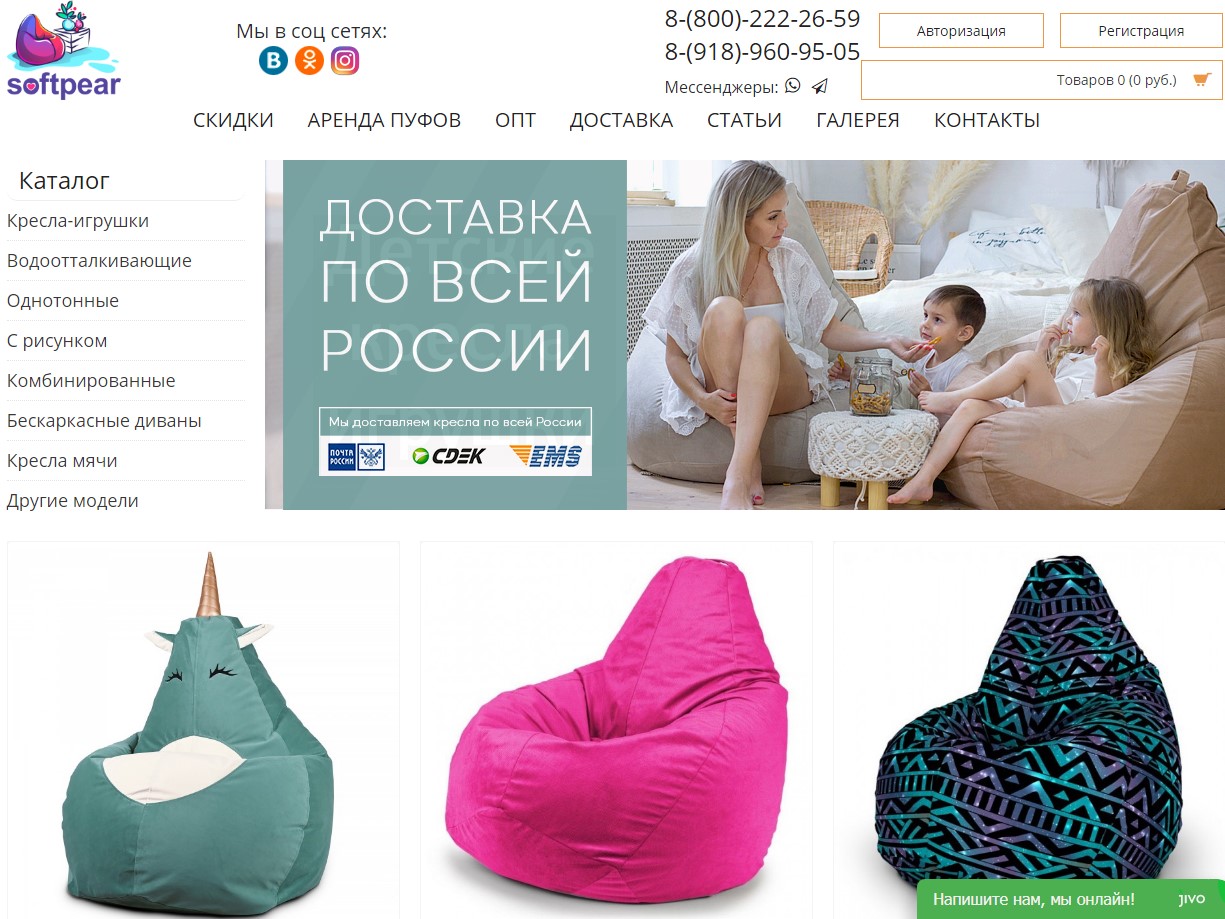 softpear
Мы в соц сетях:
8-(800)-222-26-59
8-(918)-960-95-05
Мессенджеры:
Авторизация
Регистрация
Товаров 0 (0 руб.)
СКИДКИ АРЕНДА ПУФОВ ОПТ ДОСТАВКА СТАТЬИ ГАЛЕРЕЯ КОНТАКТЫ
Каталог
Кресла-игрушки
Водоотталкивающие
Однотонные
С рисунком
Комбинированные
Бескаркасные диваны
Кресла мячи
Другие модели
ДОСТАВКА
ПО ВСЕЙ
РОССИИ
Мы доставляем кресла по всей России
ПОЧТА
РОССИИ
CDEK
EMS
Напишите нам, мы онлайн!
jivo